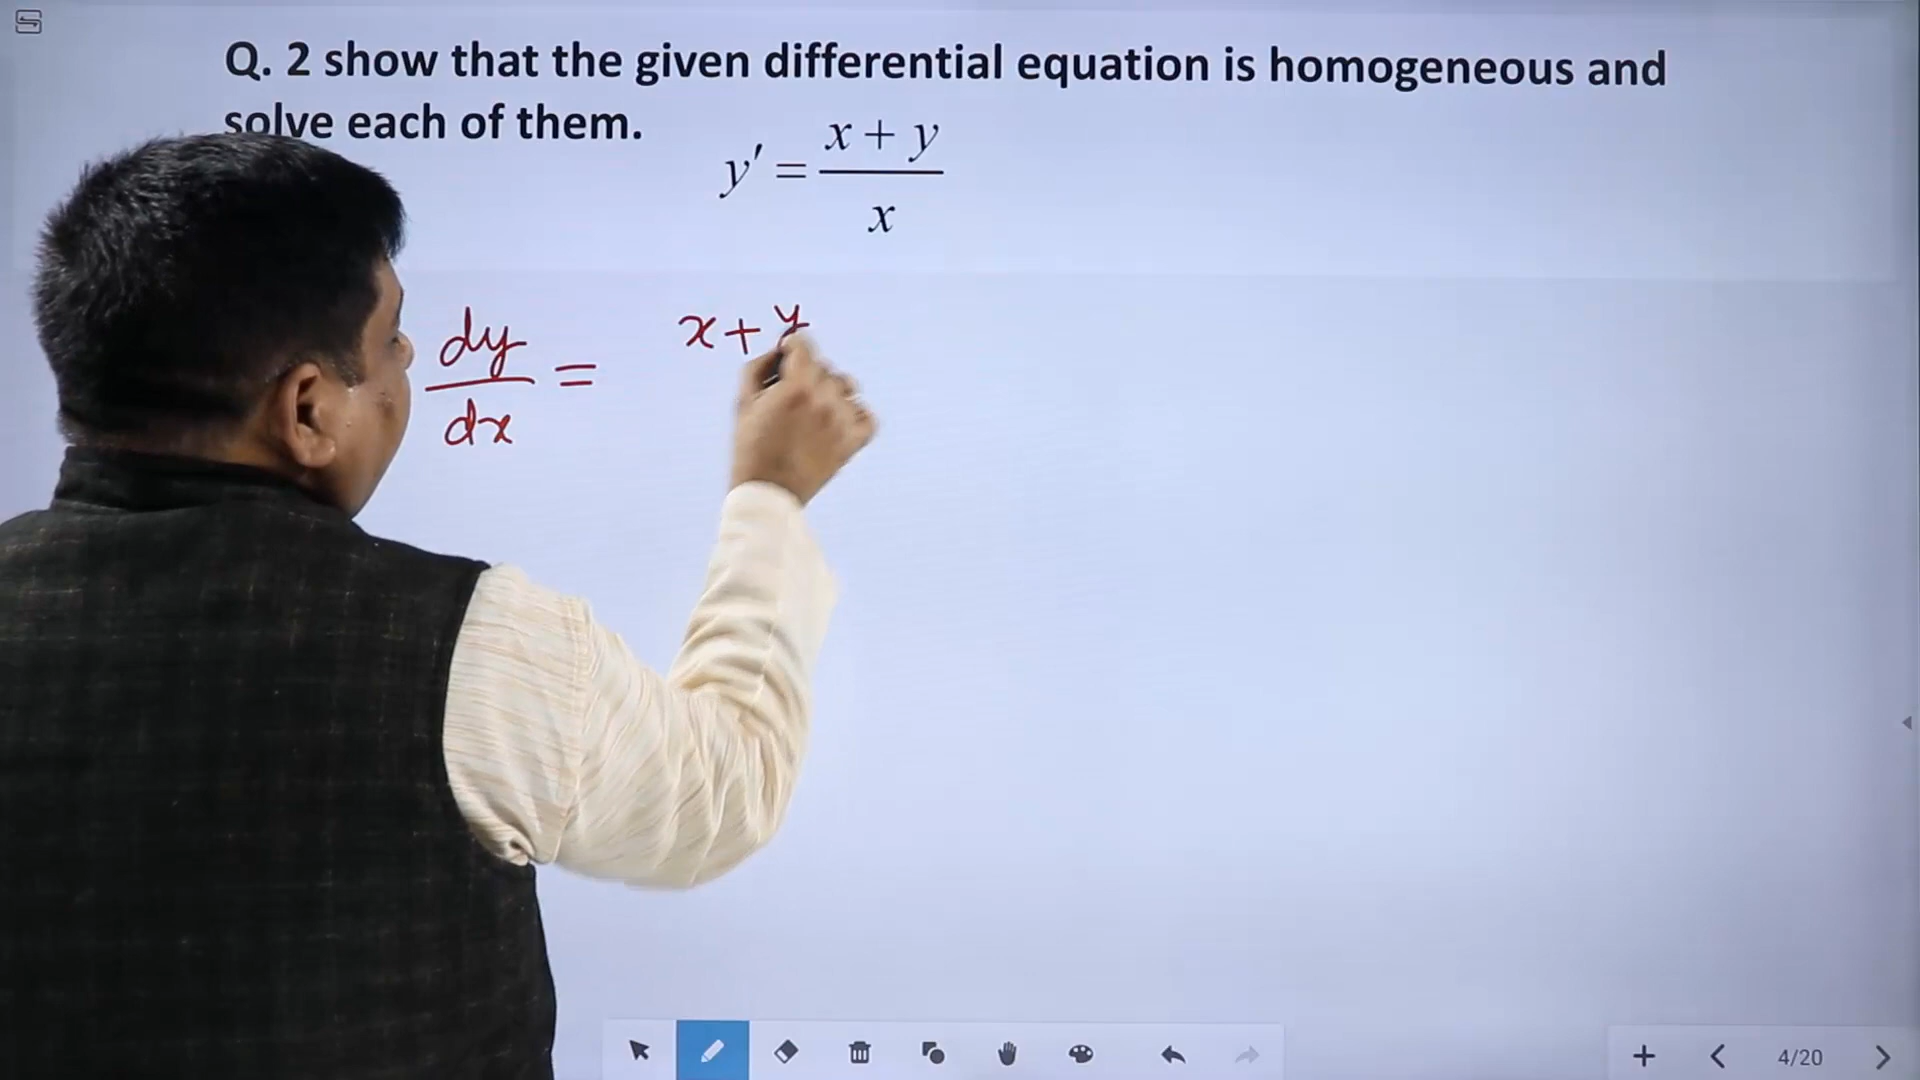 Q. 2 show that the given differential equation is homogeneous and
solve each of them.
y′ = x + y
x
dy
dx
= x + y
4/20